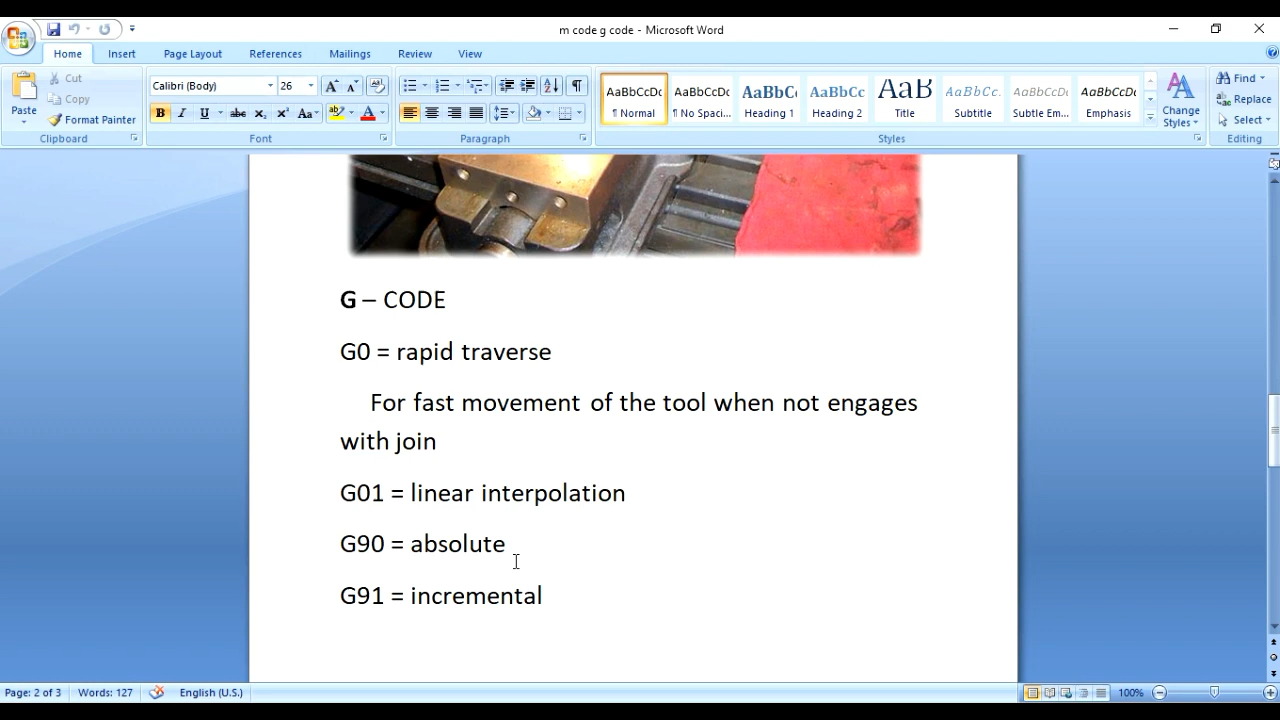 m code g code - Microsoft Word
Home Insert Page Layout References Mailings Review View
Paste
Cut
Copy
Format Painter
Clipboard
Calibri (Body) 26
B I U abc x₂ x² Aa A
Font
Paragraph
AaBbCcDc AaBbCcDc AaBbC AaBbCc AaB AaBbCc. AaBbCcDc AaBbCcDc
¶ Normal ¶ No Spaci... Heading 1 Heading 2 Title Subtitle Subtle Em... Emphasis
Change
Styles
Styles
Find
Replace
Select
Editing
G – CODE
G0 = rapid traverse
For fast movement of the tool when not engages
with join
G01 = linear interpolation
G90 = absolute
G91 = incremental
Page: 2 of 3 Words: 127 English (U.S.) 100%